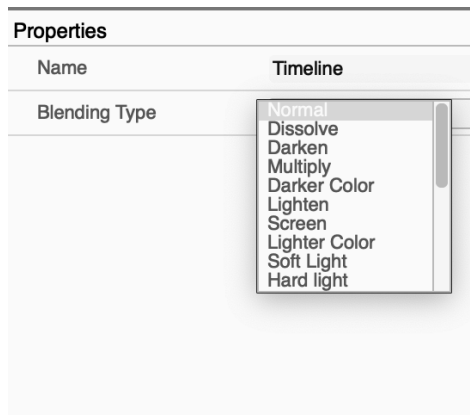 Properties
Name Timeline
Blending Type
Normal
Dissolve
Darken
Multiply
Darker Color
Lighten
Screen
Lighter Color
Soft Light
Hard light